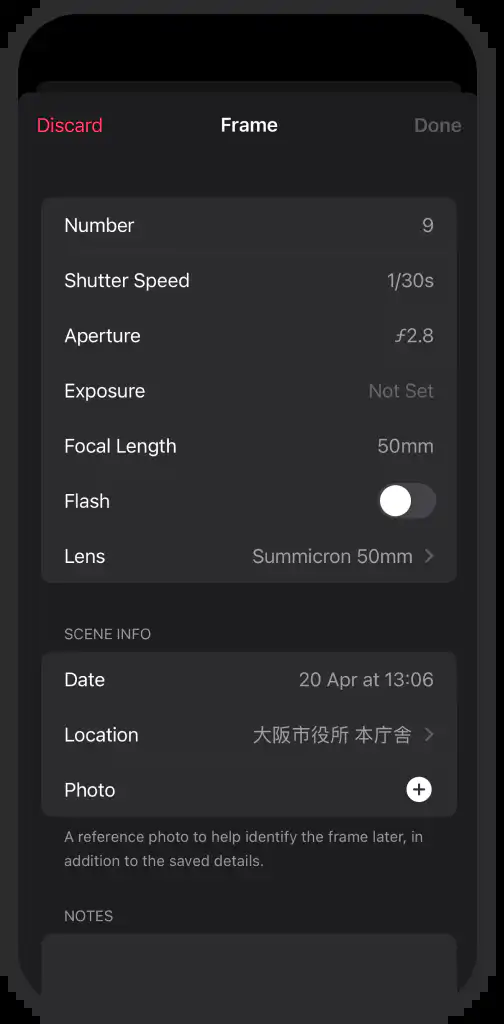 Discard Frame Done
Number 9
Shutter Speed 1/30s
Aperture ƒ2.8
Exposure Not Set
Focal Length 50mm
Flash
Lens Summicron 50mm
SCENE INFO
Date 20 Apr at 13:06
Location 大阪市役所 本庁舎
Photo
A reference photo to help identify the frame later, in
addition to the saved details.
NOTES